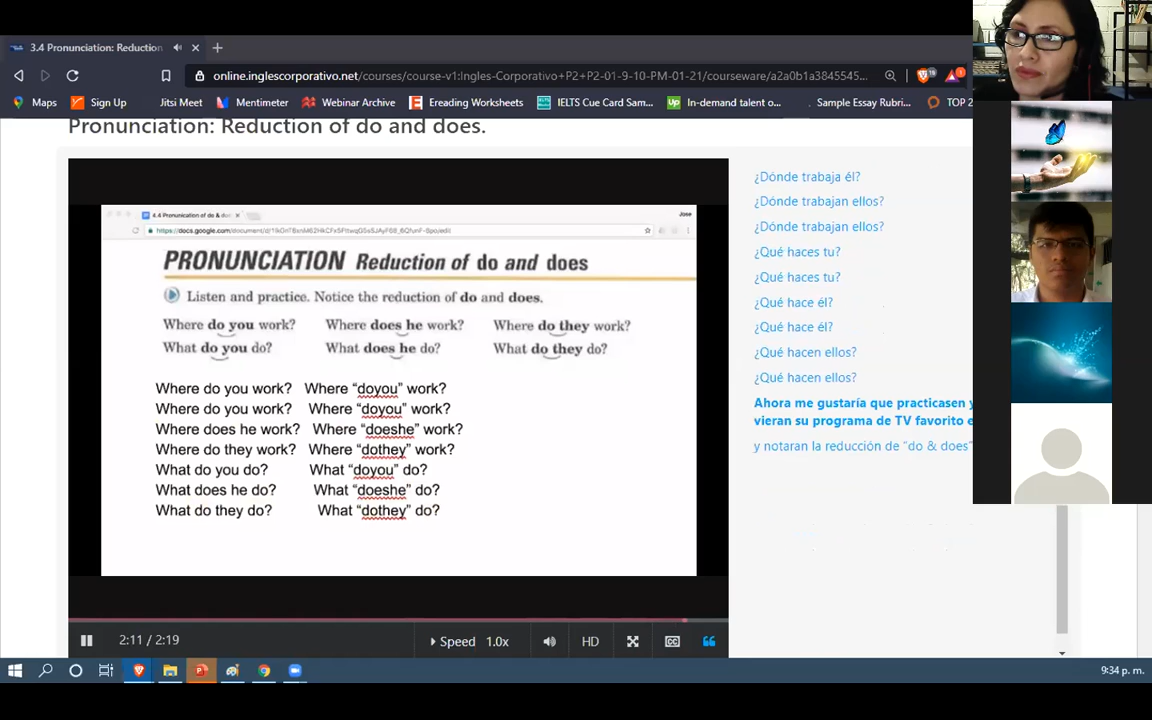 3.4 Pronunciation: Reduction
online.inglescorporativo.net/courses/course-v1:Ingles-Corporativo+P2+P2-01-9-10-PM-01-21/courseware/a2a0b1a3845545...
Maps Sign Up Jitsi Meet Mentimeter Webinar Archive Ereading Worksheets IELTS Cue Card Sam... In-demand talent o... Sample Essay Rubri... TOP 2
Pronunciation: Reduction of do and does.
4.4 Pronunciation of do & do
Jose
PRONUNCIATION Reduction of do and does
Listen and practice. Notice the reduction of do and does.
Where do you work? Where does he work? Where do they work?
What do you do? What does he do? What do they do?
Where do you work? Where “doyou” work?
Where do you work? Where “doyou” work?
Where does he work? Where “doeshe” work?
Where do they work? Where “dothey” work?
What do you do? What “doyou” do?
What does he do? What “doeshe” do?
What do they do? What “dothey” do?
¿Dónde trabaja él?
¿Dónde trabajan ellos?
¿Dónde trabajan ellos?
¿Qué haces tu?
¿Qué haces tu?
¿Qué hace él?
¿Qué hace él?
¿Qué hacen ellos?
¿Qué hacen ellos?
Ahora me gustaría que practicasen y
vieran su programa de TV favorito e
y notaran la reducción de “do & does”
2:11 / 2:19
Speed 1.0x
HD
9:34 p. m.